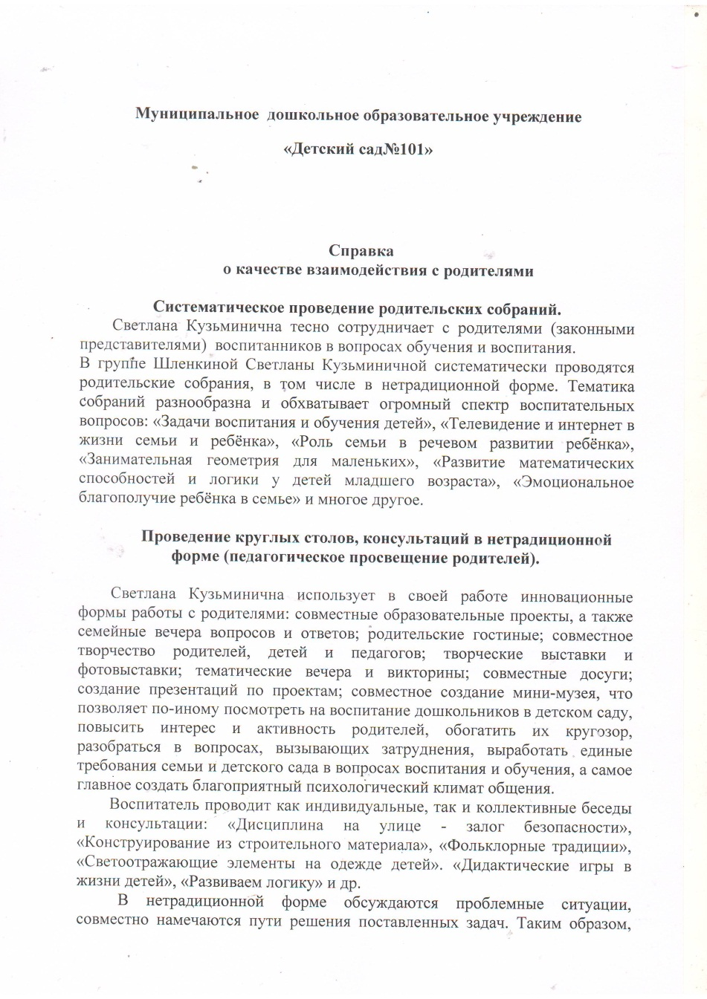 Муниципальное дошкольное образовательное учреждение
«Детский сад№101»
Справка
о качестве взаимодействия с родителями
Систематическое проведение родительских собраний.
Светлана Кузьминична тесно сотрудничает с родителями (законными
представителями) воспитанников в вопросах обучения и воспитания.
В группе Шленкиной Светланы Кузьминичной систематически проводятся
родительские собрания, в том числе в нетрадиционной форме. Тематика
собраний разнообразна и обхватывает огромный спектр воспитательных
вопросов: «Задачи воспитания и обучения детей», «Телевидение и интернет в
жизни семьи и ребёнка», «Роль семьи в речевом развитии ребёнка»,
«Занимательная геометрия для маленьких», «Развитие математических
способностей и логики у детей младшего возраста», «Эмоциональное
благополучие ребёнка в семье» и многое другое.
Проведение круглых столов, консультаций в нетрадиционной
форме (педагогическое просвещение родителей).
Светлана Кузьминична использует в своей работе инновационные
формы работы с родителями: совместные образовательные проекты, а также
семейные вечера вопросов и ответов; родительские гостиные; совместное
творчество родителей, детей и педагогов; творческие выставки и
фотовыставки; тематические вечера и викторины; совместные досуги;
создание презентаций по проектам; совместное создание мини-музея, что
позволяет по-иному посмотреть на воспитание дошкольников в детском саду,
повысить интерес и активность родителей, обогатить их кругозор,
разобраться в вопросах, вызывающих затруднения, выработать единые
требования семьи и детского сада в вопросах воспитания и обучения, а самое
главное создать благоприятный психологический климат общения.
Воспитатель проводит как индивидуальные, так и коллективные беседы
и консультации: «Дисциплина на улице - залог безопасности»,
«Конструирование из строительного материала», «Фольклорные традиции»,
«Светоотражающие элементы на одежде детей». «Дидактические игры в
жизни детей», «Развиваем логику» и др.
В нетрадиционной форме обсуждаются проблемные ситуации,
совместно намечаются пути решения поставленных задач. Таким образом,